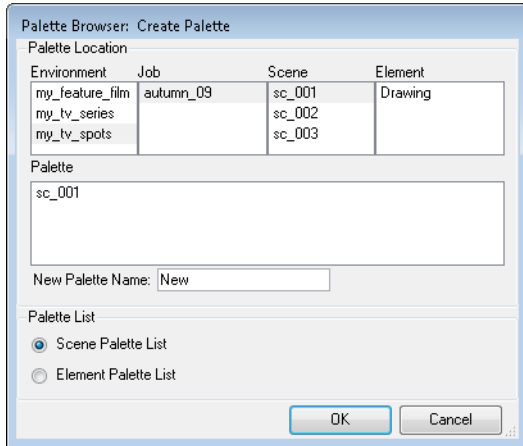 Palette Browser: Create Palette
Palette Location
Environment Job Scene Element
my_feature_film autumn_09 sc_001 Drawing
my_tv_series sc_002
my_tv_spots sc_003
Palette
sc_001
New Palette Name: New
Palette List
Scene Palette List
Element Palette List
OK Cancel